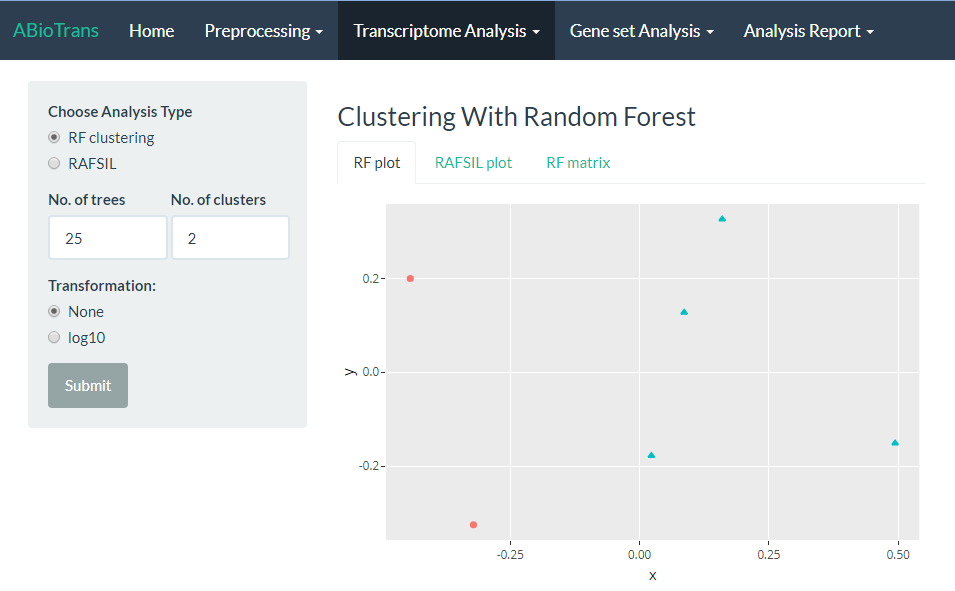 ABioTrans Home Preprocessing Transcriptome Analysis Gene set Analysis Analysis Report
Choose Analysis Type
RF clustering
RAFSIL
No. of trees No. of clusters
25 2
Transformation:
None
log10
Submit
Clustering With Random Forest
RF plot RAFSIL plot RF matrix
0.2
0.0
-0.2
y
-0.25 0.00 0.25 0.50
x